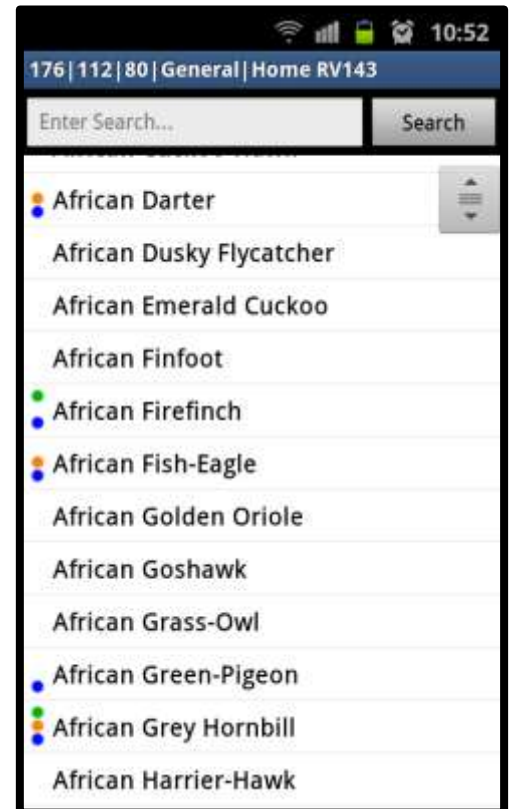 10:52
176|112|80|General|Home RV143
Enter Search...
Search
African Darter
African Dusky Flycatcher
African Emerald Cuckoo
African Finfoot
African Firefinch
African Fish-Eagle
African Golden Oriole
African Goshawk
African Grass-Owl
African Green-Pigeon
African Grey Hornbill
African Harrier-Hawk